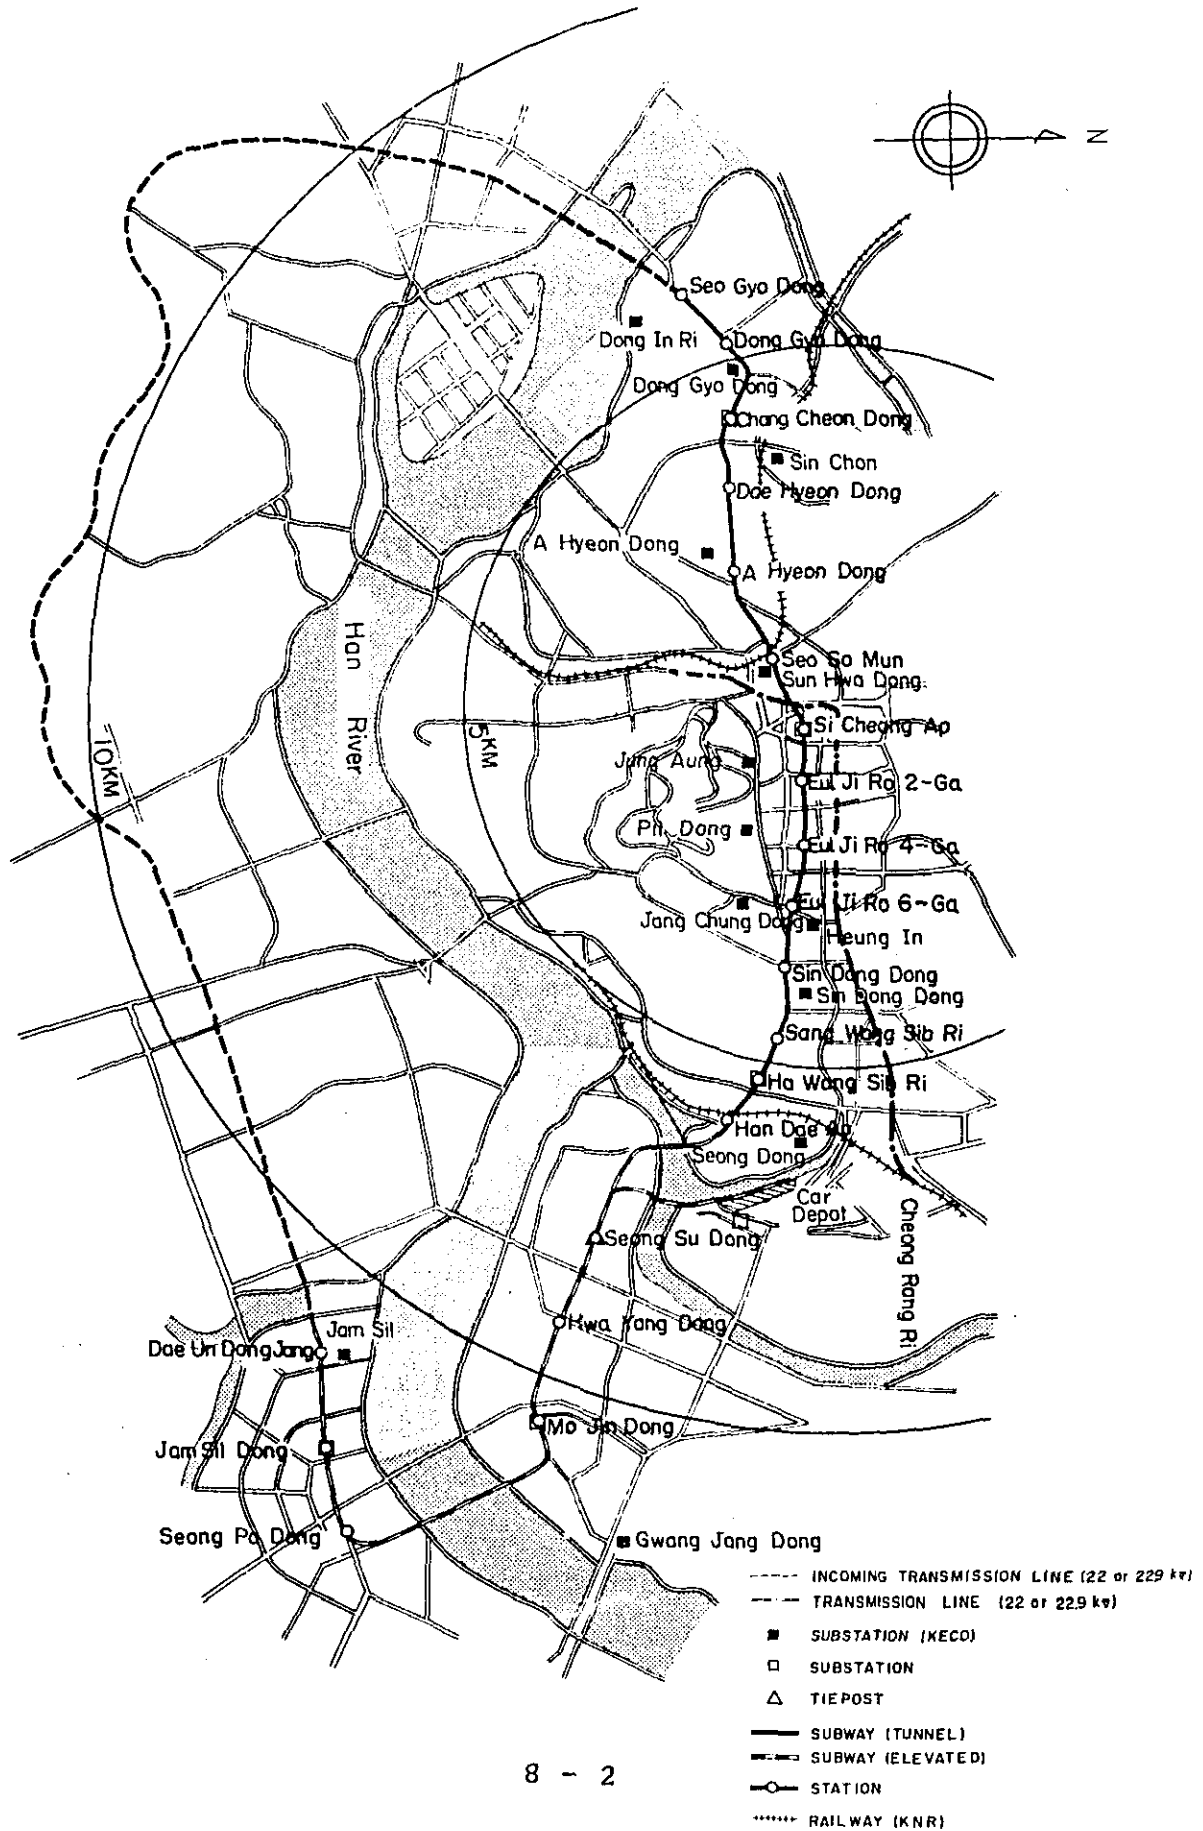 N
Seo Gyo Dong
Dong In Ri
Dong Gyo Dong
Dong Gyo Dong
Chang Cheon Dong
Sin Chon
Dae Hyeon Dong
A Hyeon Dong
A Hyeon Dong
Han River
Seo So Mun
Sun Hwa Dong
Si Cheong Ap
10KM
5KM
Jung Aung
Eul Ji Ro 2-Ga
Pil Dong
Eul Ji Ro 4-Ga
Eul Ji Ro 6-Ga
Jang Chung Dong
Heung In
Sin Dang Dong
Sin Dong Dong
Sang Wang Sib Ri
Ha Wang Sib Ri
Han Dae Ap
Seong Dong
Car
Depot
Cheong Rang Ri
Seong Su Dong
Hwa Yang Dong
Jam Sil
Dae Un Dong Jang
Mo Jin Dong
Jam Sil Dong
Seong Pa Dong
Gwang Jang Dong
INCOMING TRANSMISSION LINE (22 or 229 kv)
TRANSMISSION LINE (22 or 22.9 kv)
SUBSTATION (KECO)
SUBSTATION
TIEPOST
SUBWAY (TUNNEL)
SUBWAY (ELEVATED)
STATION
RAILWAY (KNR)
8 - 2